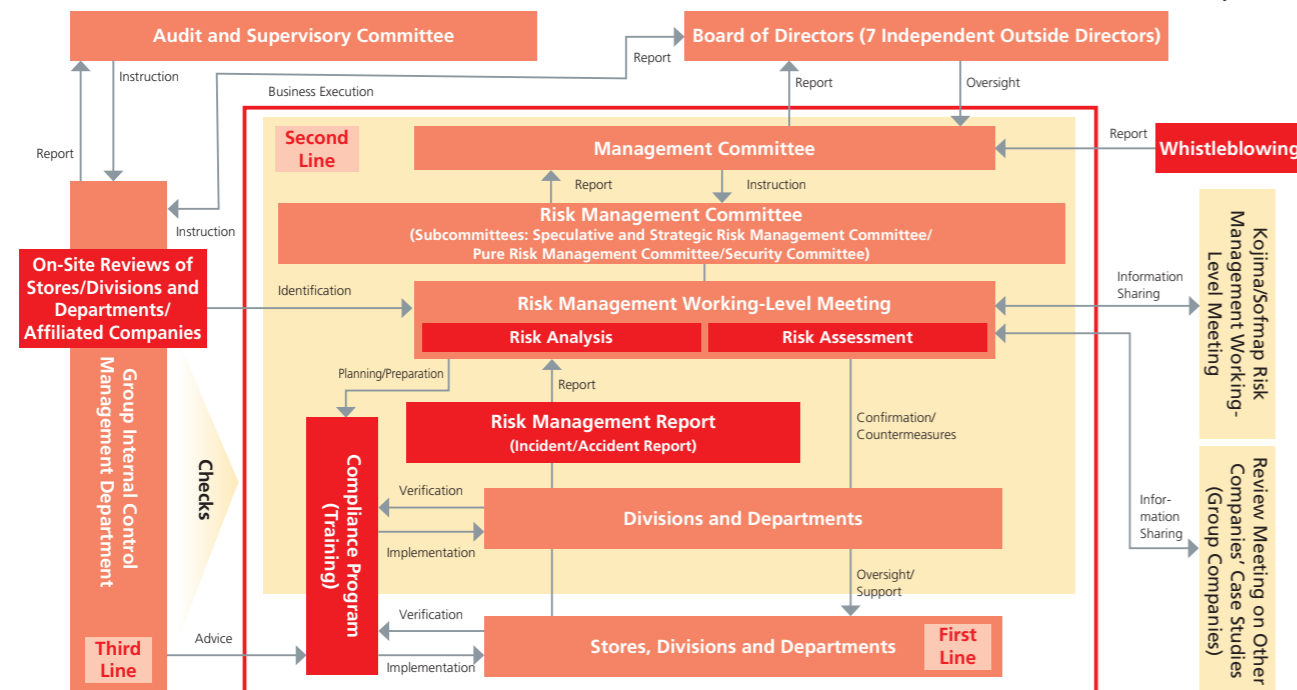 Audit and Supervisory Committee
Board of Directors (7 Independent Outside Directors)
Instruction
Report
Business Execution
Report
Oversight
Report
Second
Line
Management Committee
Report
Whistleblowing
Report
Instruction
Instruction
Risk Management Committee
(Subcommittees: Speculative and Strategic Risk Management Committee/
Pure Risk Management Committee/Security Committee)
On-Site Reviews of
Stores/Divisions and
Departments/
Affiliated Companies
Identification
Risk Management Working-Level Meeting
Risk Analysis
Risk Assessment
Information
Sharing
Kojima/Sofmap Risk
Management Working-
Level Meeting
Group Internal Control
Management Department
Checks
Planning/Preparation
Report
Risk Management Report
(Incident/Accident Report)
Confirmation/
Countermeasures
Compliance Program
(Training)
Verification
Implementation
Divisions and Departments
Infor-
mation
Sharing
Review Meeting on Other
Companies’ Case Studies
(Group Companies)
Oversight/
Support
Verification
Implementation
Stores, Divisions and Departments
First
Line
Third
Line
Advice